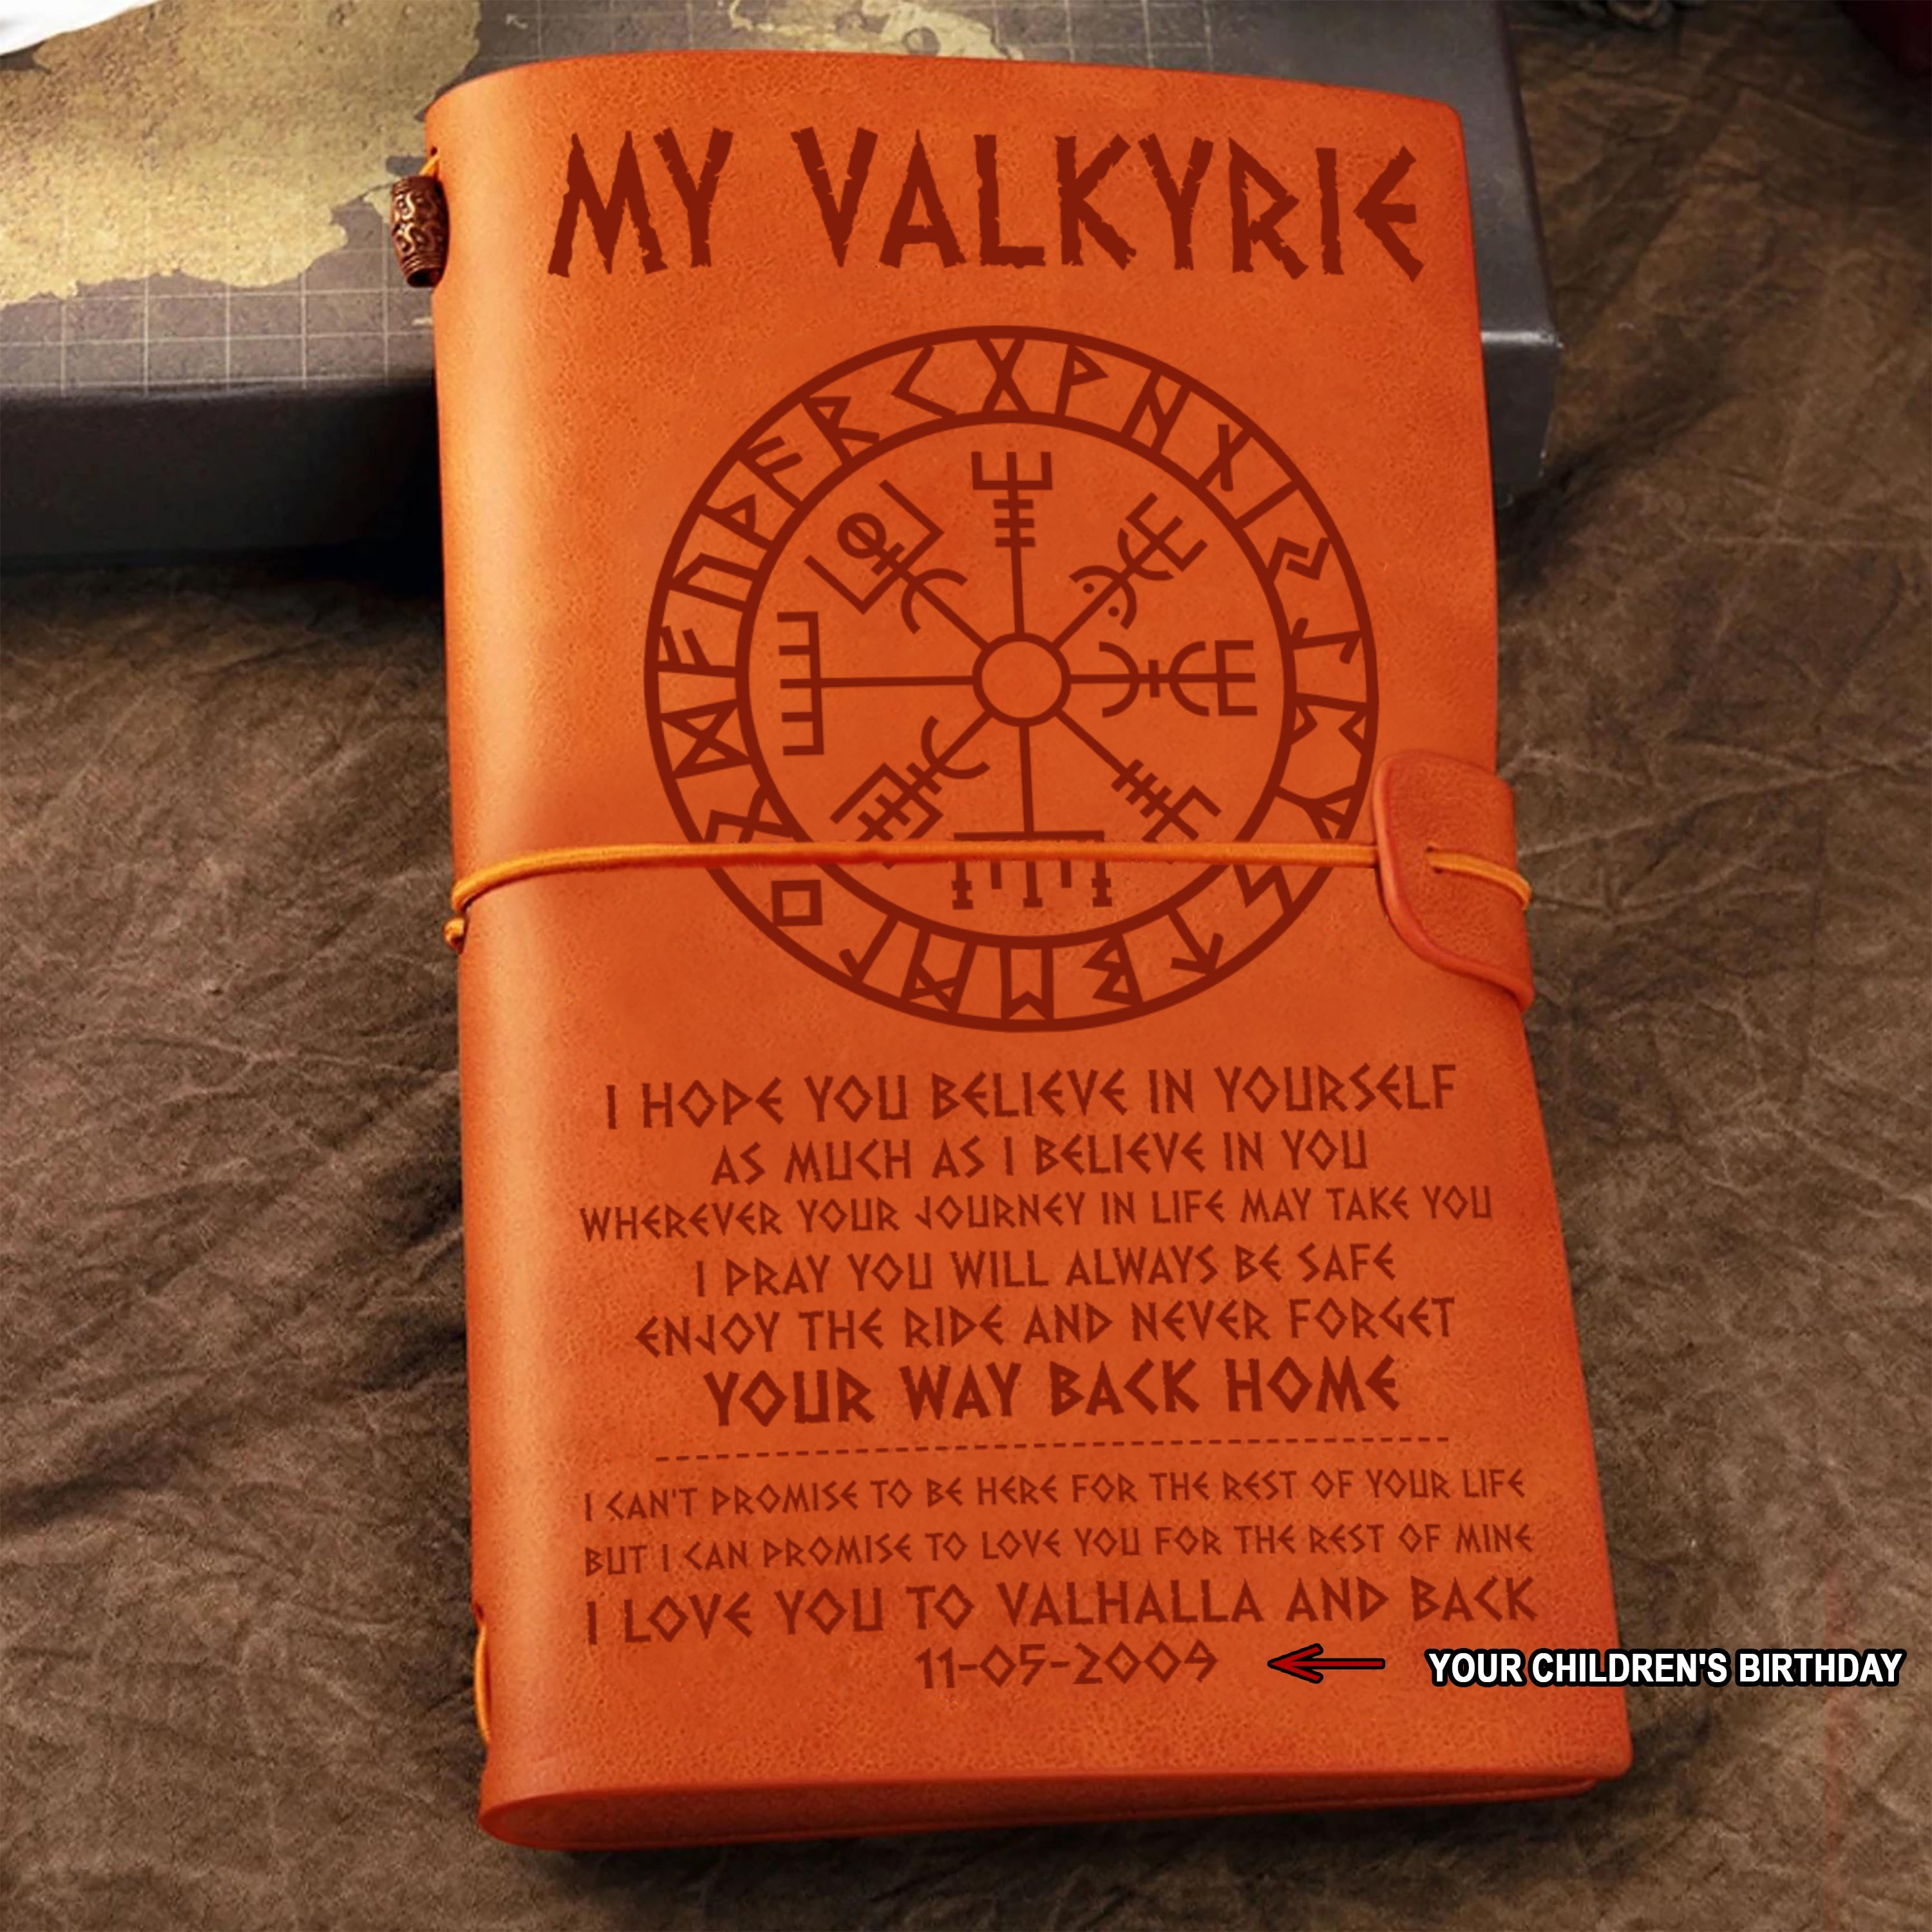 MY VALKYRIE
I HOPE YOU BELIEVE IN YOURSELF
AS MUCH AS I BELIEVE IN YOU
WHEREVER YOUR JOURNEY IN LIFE MAY TAKE YOU
I PRAY YOU WILL ALWAYS BE SAFE
ENJOY THE RIDE AND NEVER FORGET
YOUR WAY BACK HOME
I CAN'T PROMISE TO BE HERE FOR THE REST OF YOUR LIFE
BUT I CAN PROMISE TO LOVE YOU FOR THE REST OF MINE
I LOVE YOU TO VALHALLA AND BACK
11-05-2009
YOUR CHILDREN'S BIRTHDAY